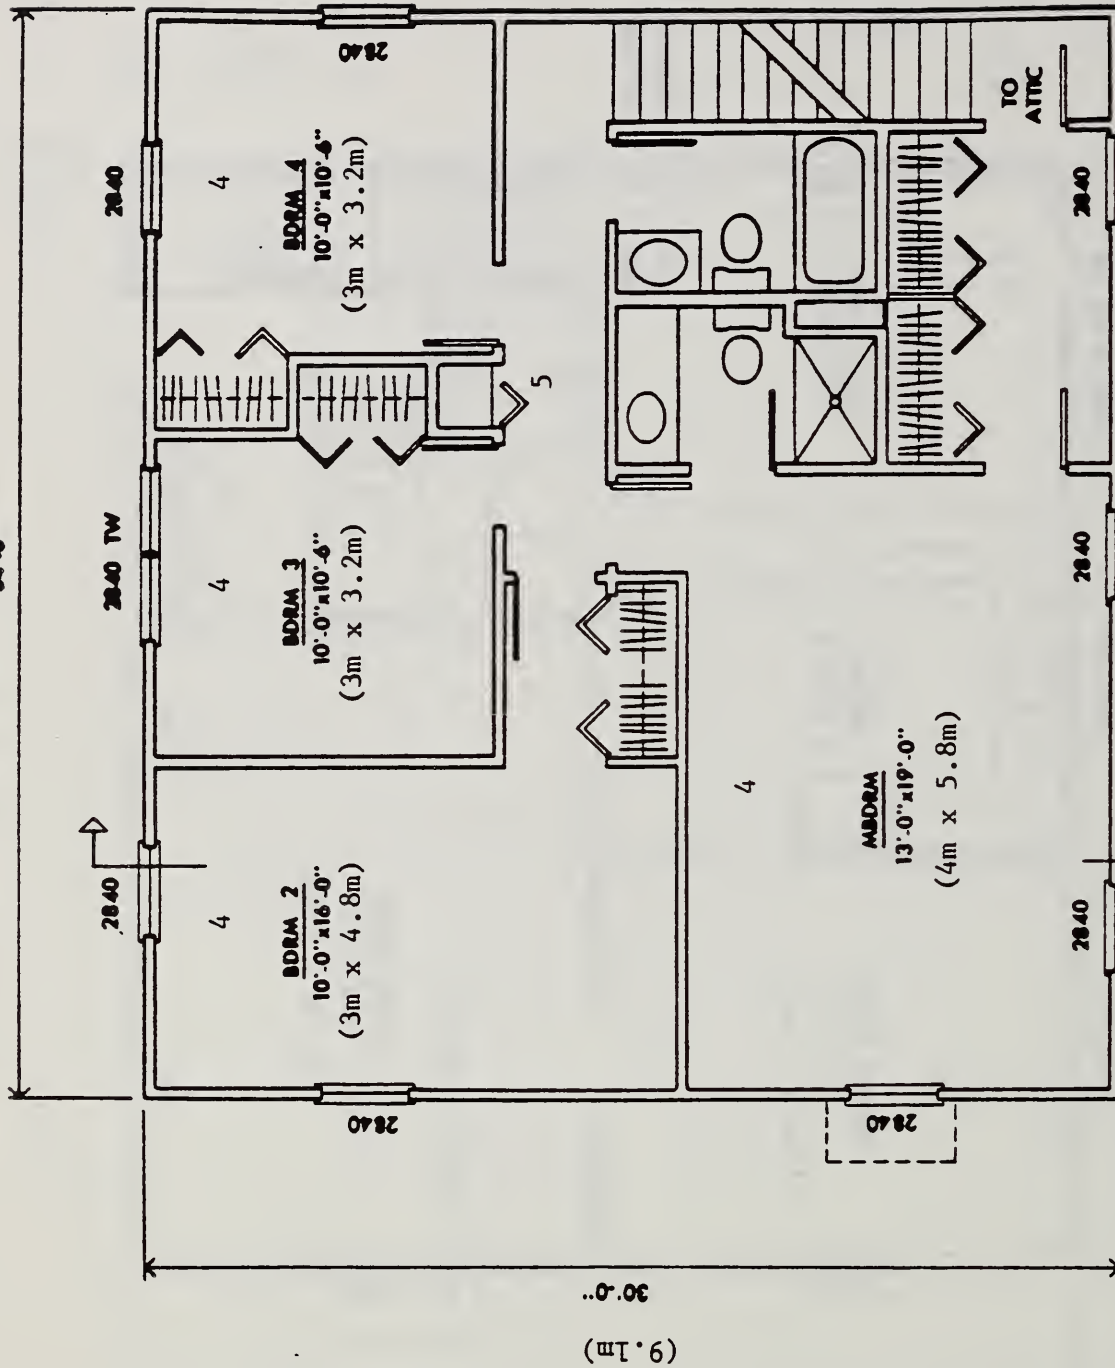 2840
2840 TW
2840
2840
4
BDRM 2
10'-0"x16'-0"
(3m x 4.8m)
4
BDRM 3
10'-0"x10'-6"
(3m x 3.2m)
4
BDRM 4
10'-0"x10'-6"
(3m x 3.2m)
5
TO
ATTIC
4
MBDRM
13'-0"x19'-0"
(4m x 5.8m)
2840
2840
2840
2840
2840
30'-0"
(9.1m)